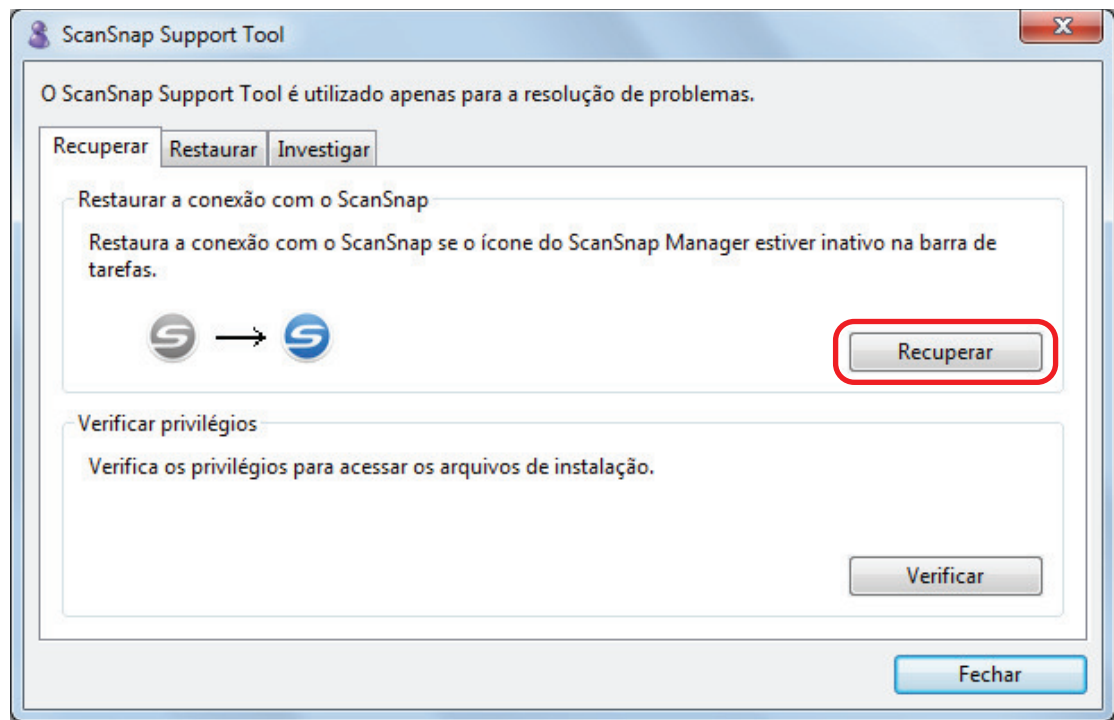 ScanSnap Support Tool
O ScanSnap Support Tool é utilizado apenas para a resolução de problemas.
Recuperar Restaurar Investigar
Restaurar a conexão com o ScanSnap
Restaura a conexão com o ScanSnap se o ícone do ScanSnap Manager estiver inativo na barra de
tarefas.
Recuperar
Verificar privilégios
Verifica os privilégios para acessar os arquivos de instalação.
Verificar
Fechar